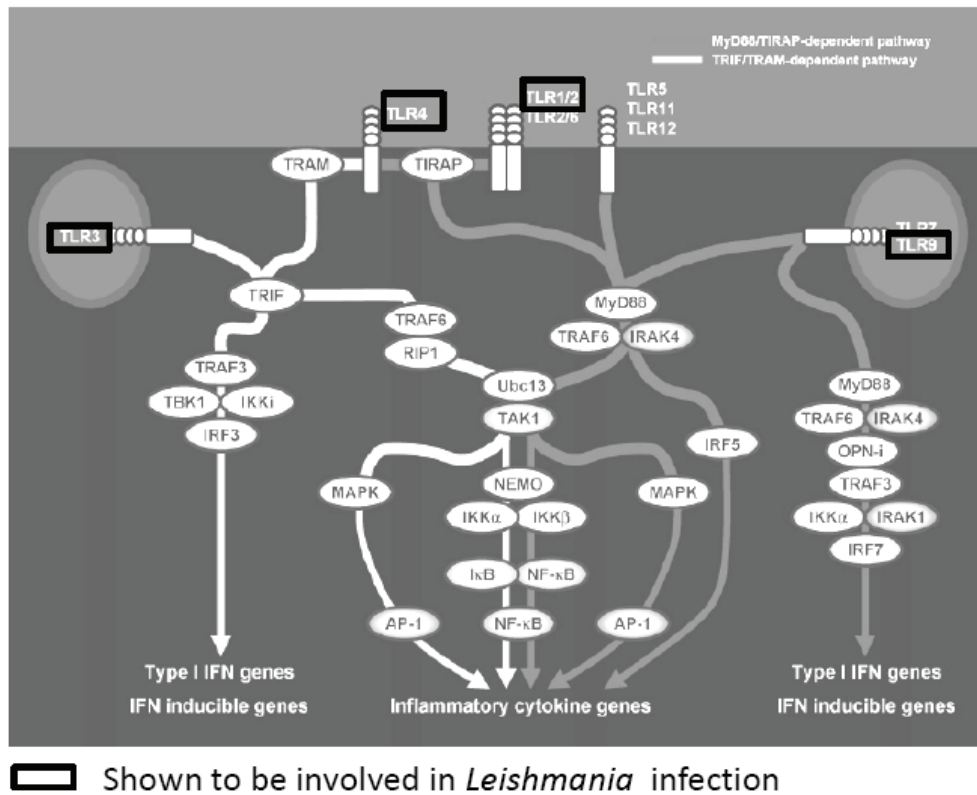 MyD88/TIRAP-dependent pathway
TRIF/TRAM-dependent pathway
TLR4
TLR1/2
TLR2/6
TLR5
TLR11
TLR12
TRAM
TIRAP
TLR3
TLR7
TLR9
TRIF
MyD88
TRAF6
TRAF6 IRAK4
RIP1
TRAF3
Ubc13
MyD88
TBK1 IKKi
TAK1
TRAF6 IRAK4
IRF3
IRF5
OPN-i
MAPK
NEMO
MAPK
TRAF3
IKKα IKKβ
IKKα IRAK1
IRF7
IκB NF-κB
AP-1
NF-κB
AP-1
Type I IFN genes
IFN inducible genes
Inflammatory cytokine genes
Type I IFN genes
IFN inducible genes
Shown to be involved in Leishmania infection